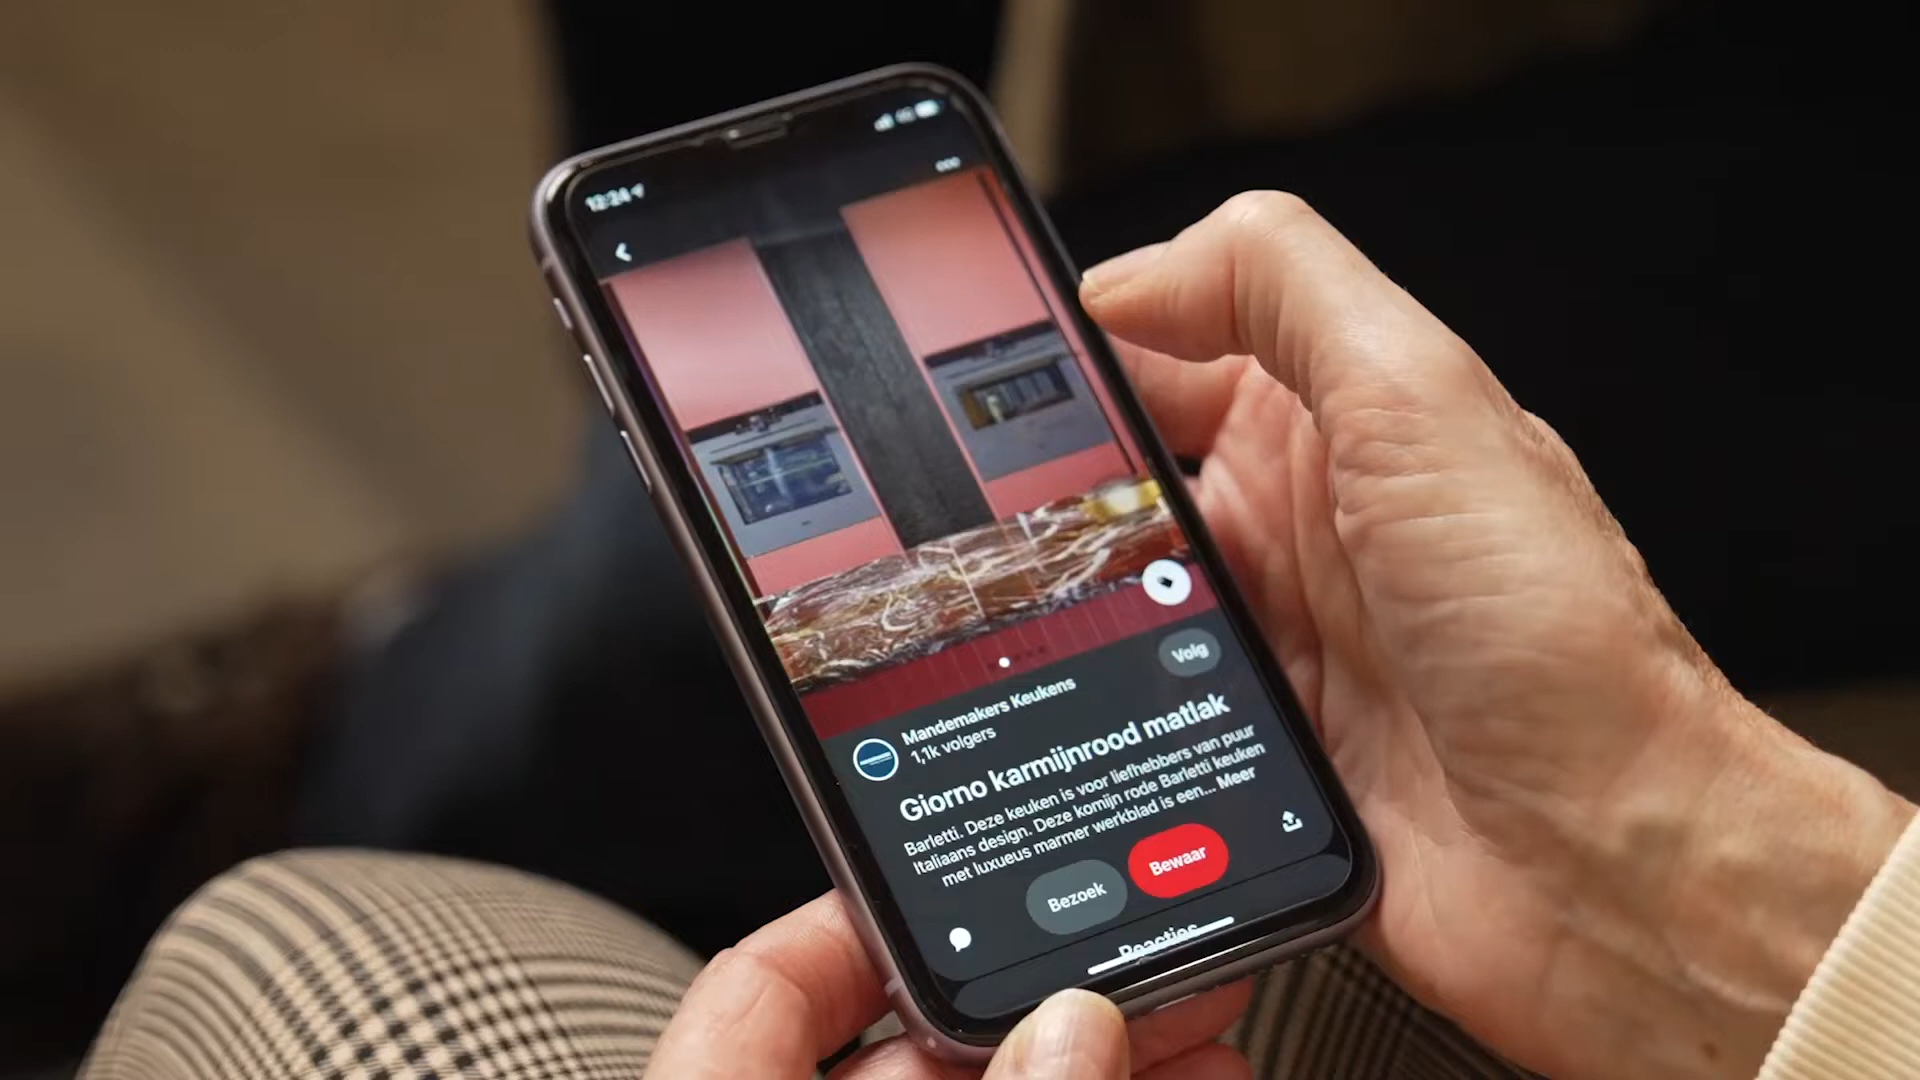 12:24
Mandemakers Keukens
1,1k volgers
Volg
Giorno karmijnrood matlak
Barletti. Deze keuken is voor liefhebbers van puur
Italiaans design. Deze komijn rode Barletti keuken
met luxueus marmer werkblad is een... Meer
Bezoek
Bewaar
Reacties